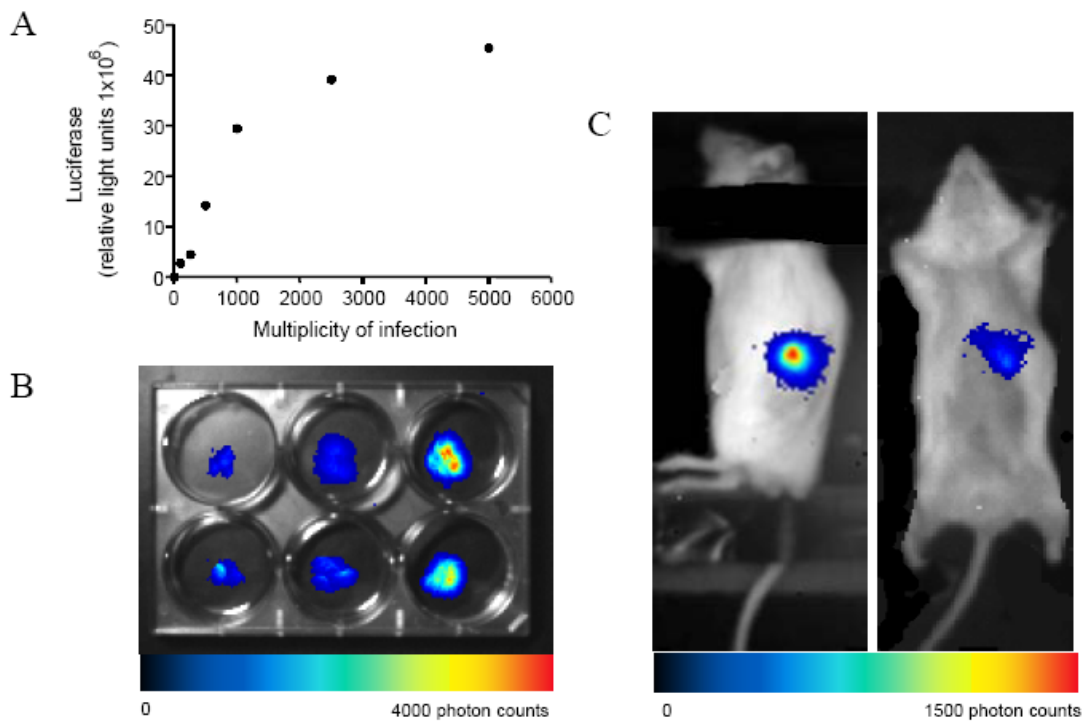 A
50
40
30
20
10
0
Luciferase
(relative light units 1x10⁶)
0 1000 2000 3000 4000 5000 6000
Multiplicity of infection
B
0 4000 photon counts
C
0 1500 photon counts